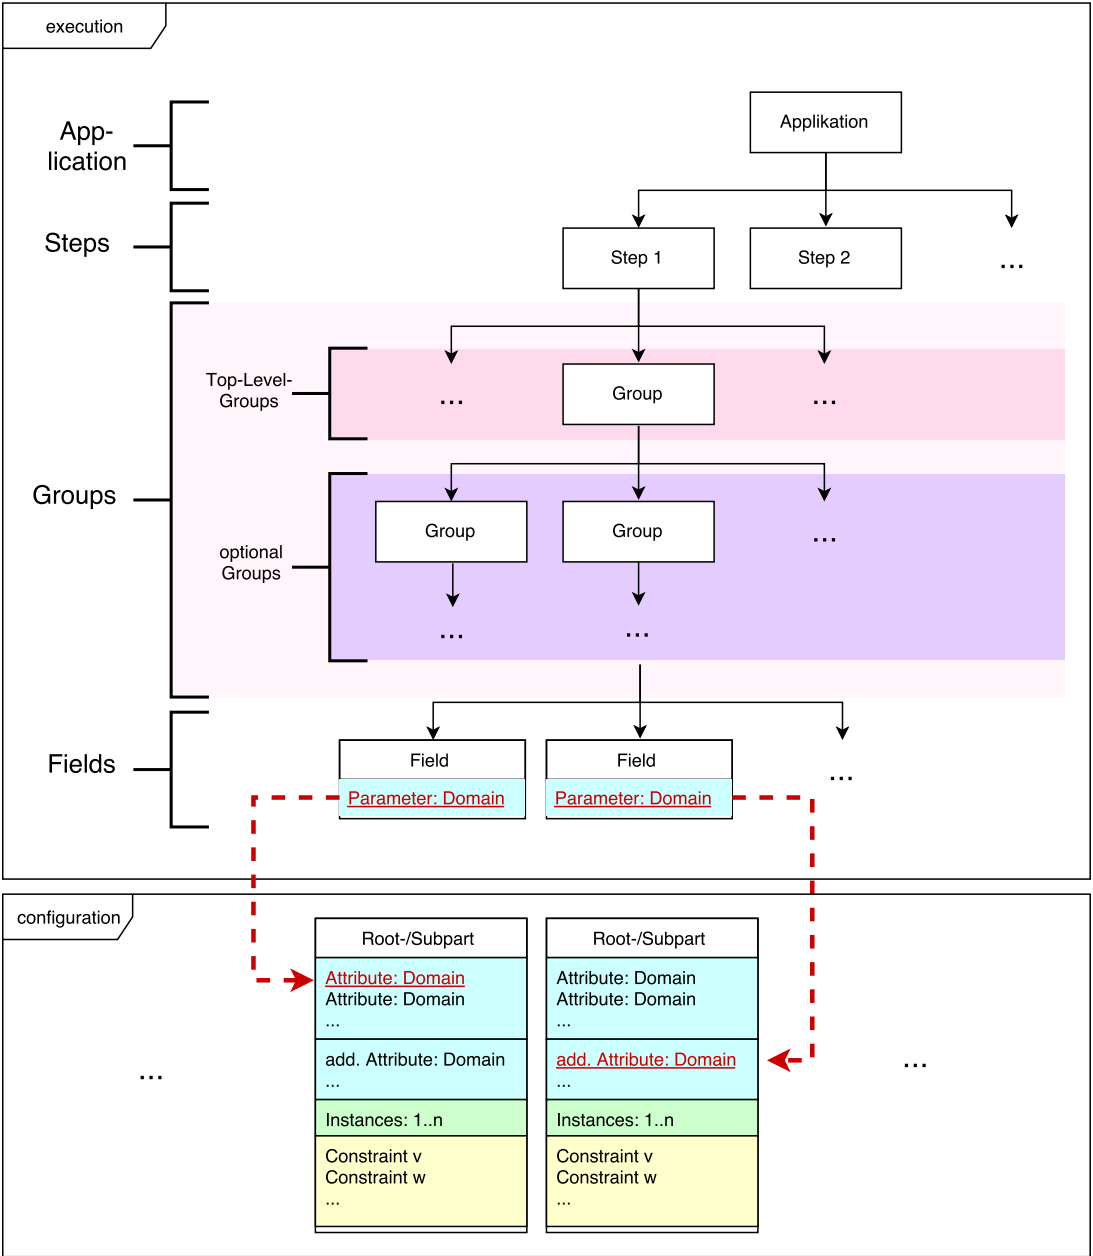 execution
App-
lication
Applikation
Steps
Step 1
Step 2
...
Groups
Top-Level-
Groups
...
Group
...
optional
Groups
Group
Group
...
...
...
Fields
Field
Parameter: Domain
Field
Parameter: Domain
...
configuration
...
Root-/Subpart
Attribute: Domain
Attribute: Domain
...
add. Attribute: Domain
...
Instances: 1..n
Constraint v
Constraint w
...
Root-/Subpart
Attribute: Domain
Attribute: Domain
...
add. Attribute: Domain
...
Instances: 1..n
Constraint v
Constraint w
...
...